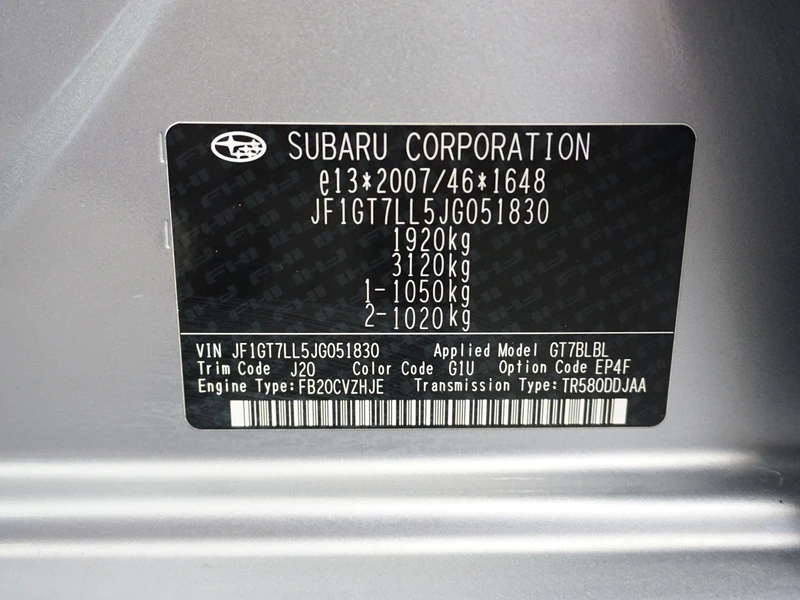 SUBARU CORPORATION
e13*2007/46*1648
JF1GT7LL5JG051830
1920kg
3120kg
1-1050kg
2-1020kg
VIN JF1GT7LL5JG051830 Applied Model GT7BLBL
Trim Code J20 Color Code G1U Option Code EP4F
Engine Type:FB20CVZHJE Transmission Type:TR580DDJAA